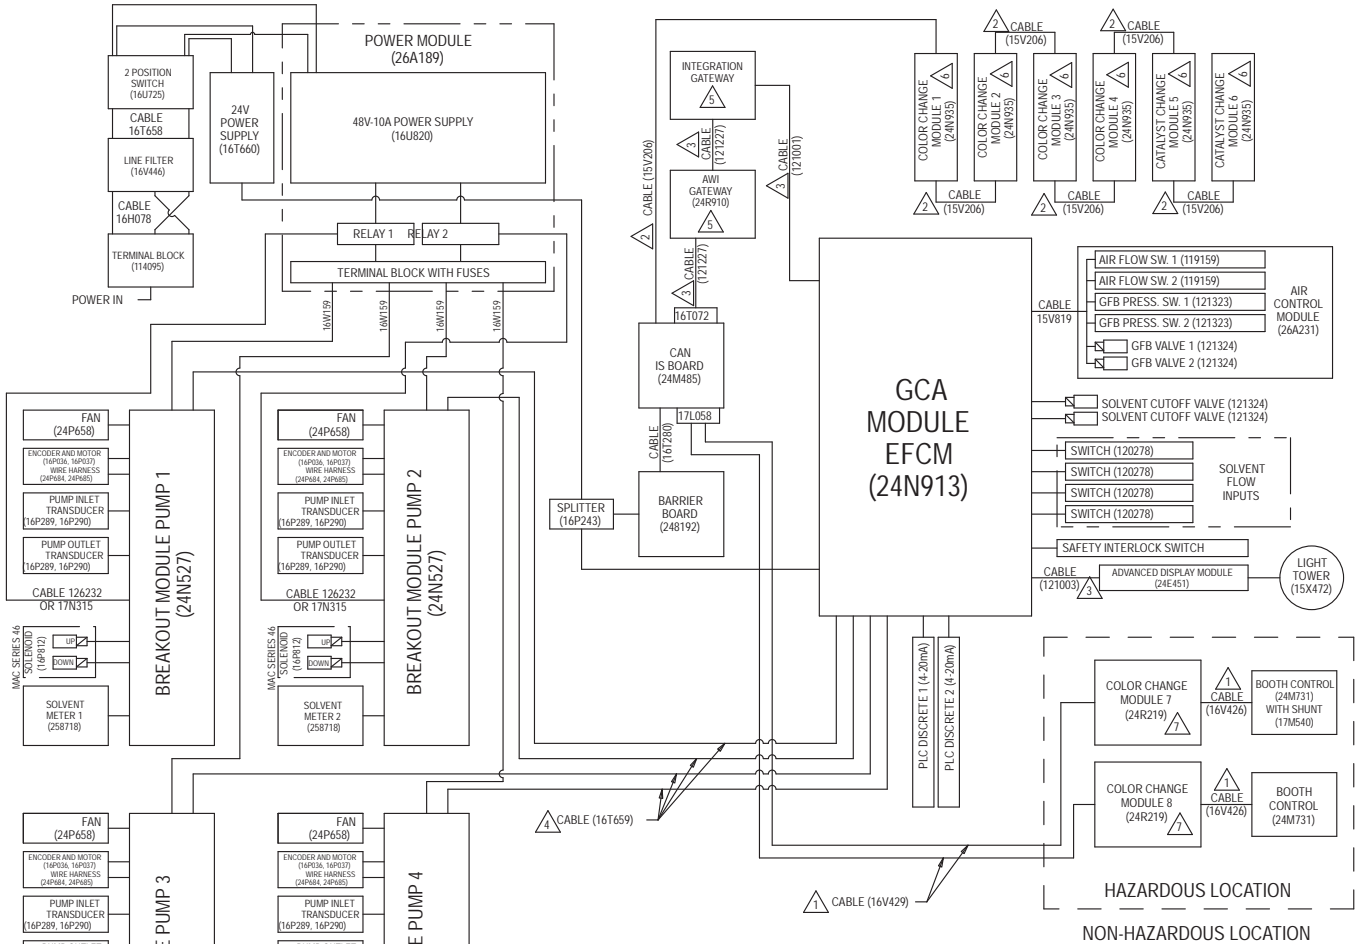 POWER MODULE
(26A189)
2 POSITION
SWITCH
(16U725)
CABLE
16T658
LINE FILTER
(16V446)
CABLE
16H078
TERMINAL BLOCK
(114095)
POWER IN
24V
POWER
SUPPLY
(16T660)
48V-10A POWER SUPPLY
(16U820)
RELAY 1
RELAY 2
TERMINAL BLOCK WITH FUSES
16W159
16W159
16W159
16W159
FAN
(24P658)
ENCODER AND MOTOR
(16P036, 16P037)
WIRE HARNESS
(24P684, 24P685)
PUMP INLET
TRANSDUCER
(16P289, 16P290)
PUMP OUTLET
TRANSDUCER
(16P289, 16P290)
CABLE 126232
OR 17N315
MAC SERIES 46
SOLENOID
(16P812)
UP
DOWN
SOLVENT
METER 1
(258718)
BREAKOUT MODULE PUMP 1
(24N527)
FAN
(24P658)
ENCODER AND MOTOR
(16P036, 16P037)
WIRE HARNESS
(24P684, 24P685)
PUMP INLET
TRANSDUCER
(16P289, 16P290)
PUMP OUTLET
TRANSDUCER
(16P289, 16P290)
CABLE 126232
OR 17N315
MAC SERIES 46
SOLENOID
(16P812)
UP
DOWN
SOLVENT
METER 2
(258718)
BREAKOUT MODULE PUMP 2
(24N527)
FAN
(24P658)
ENCODER AND MOTOR
(16P036, 16P037)
WIRE HARNESS
(24P684, 24P685)
PUMP INLET
TRANSDUCER
(16P289, 16P290)
PUMP 3
FAN
(24P658)
ENCODER AND MOTOR
(16P036, 16P037)
WIRE HARNESS
(24P684, 24P685)
PUMP INLET
TRANSDUCER
(16P289, 16P290)
PUMP 4
INTEGRATION
GATEWAY
5
3
CABLE
(121227)
3
CABLE
(121001)
AWI
GATEWAY
(24R910)
5
2
CABLE (15V206)
3
CABLE
(121227)
16T072
CAN
IS BOARD
(24M485)
17L058
CABLE
(16T280)
SPLITTER
(16P243)
BARRIER
BOARD
(248192)
4
CABLE (16T659)
1
CABLE (16V429)
2
CABLE
(15V206)
2
CABLE
(15V206)
COLOR CHANGE
MODULE 1
(24N935)
6
COLOR CHANGE
MODULE 2
(24N935)
6
COLOR CHANGE
MODULE 3
(24N935)
6
COLOR CHANGE
MODULE 4
(24N935)
6
CATALYST CHANGE
MODULE 5
(24N935)
6
CATALYST CHANGE
MODULE 6
(24N935)
6
2
CABLE
(15V206)
2
CABLE
(15V206)
2
CABLE
(15V206)
GCA
MODULE
EFCM
(24N913)
CABLE
15V819
AIR FLOW SW. 1 (119159)
AIR FLOW SW. 2 (119159)
GFB PRESS. SW. 1 (121323)
GFB PRESS. SW. 2 (121323)
GFB VALVE 1 (121324)
GFB VALVE 2 (121324)
AIR
CONTROL
MODULE
(26A231)
SOLVENT CUTOFF VALVE (121324)
SOLVENT CUTOFF VALVE (121324)
SWITCH (120278)
SWITCH (120278)
SWITCH (120278)
SWITCH (120278)
SOLVENT
FLOW
INPUTS
SAFETY INTERLOCK SWITCH
CABLE
(121003)
3
ADVANCED DISPLAY MODULE
(24E451)
LIGHT
TOWER
(15X472)
PLC DISCRETE 1 (4-20mA)
PLC DISCRETE 2 (4-20mA)
COLOR CHANGE
MODULE 7
(24R219)
7
1
CABLE
(16V426)
BOOTH CONTROL
(24M731)
WITH SHUNT
(17M540)
COLOR CHANGE
MODULE 8
(24R219)
7
1
CABLE
(16V426)
BOOTH
CONTROL
(24M731)
HAZARDOUS LOCATION
NON-HAZARDOUS LOCATION